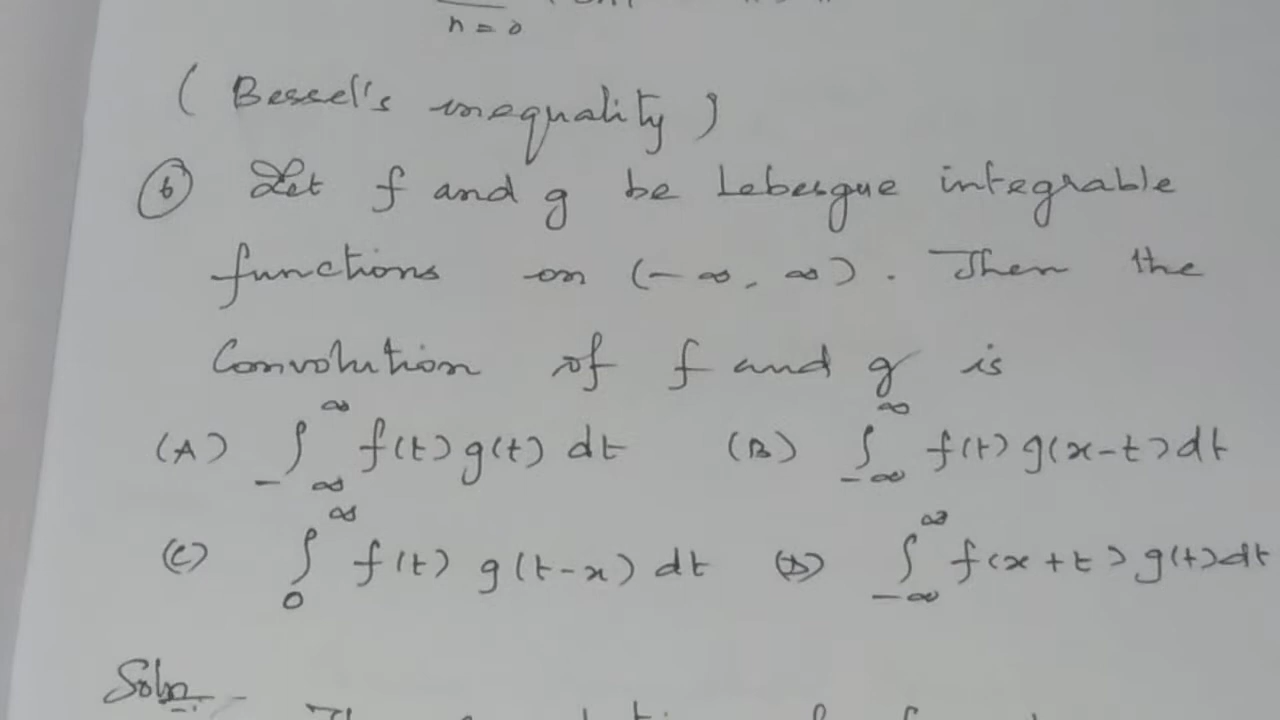 n = 0
( Bessel's inequality )
⑥ Let f and g be Lebesgue integrable
functions on (-∞, ∞). Then the
Convolution of f and g is
(A) ∫_{-∞}^{∞} f(t) g(t) dt (B) ∫_{-∞}^{∞} f(t) g(x-t) dt
(C) ∫_{0}^{∞} f(t) g(t-x) dt (D) ∫_{-∞}^{∞} f(x+t) g(t) dt
Soln :-